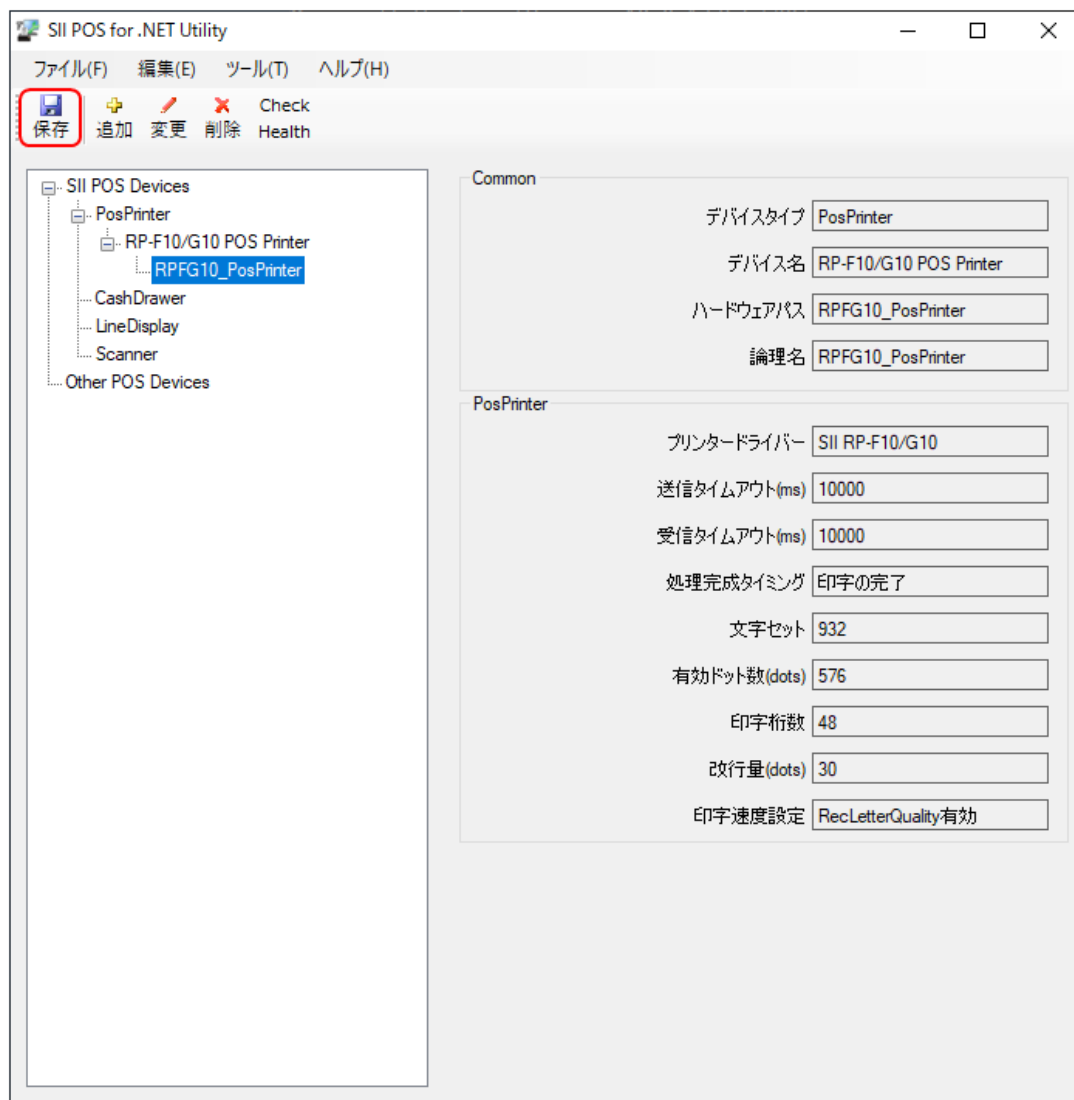 SII POS for .NET Utility
ファイル(F) 編集(E) ツール(T) ヘルプ(H)
保存 追加 変更 削除 Check Health
SII POS Devices
PosPrinter
RP-F10/G10 POS Printer
RPFG10_PosPrinter
CashDrawer
LineDisplay
Scanner
Other POS Devices
Common
デバイスタイプ PosPrinter
デバイス名 RP-F10/G10 POS Printer
ハードウェアパス RPFG10_PosPrinter
論理名 RPFG10_PosPrinter
PosPrinter
プリンタードライバー SII RP-F10/G10
送信タイムアウト(ms) 10000
受信タイムアウト(ms) 10000
処理完成タイミング 印字の完了
文字セット 932
有効ドット数(dots) 576
印字桁数 48
改行量(dots) 30
印字速度設定 RecLetterQuality有効